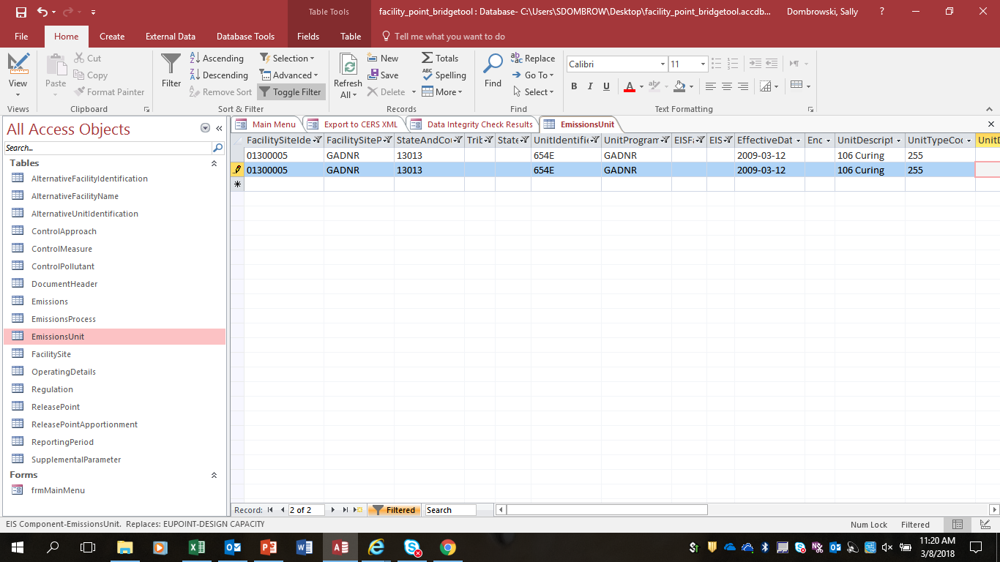 Table Tools
facility_point_bridgetool : Database- C:\Users\SDOMBROW\Desktop\facility_point_bridgetool.accdb...
Dombrowski, Sally
?
File Home Create External Data Database Tools Fields Table Tell me what you want to do
View
Views
Paste
Cut
Copy
Format Painter
Clipboard
Filter
Ascending
Descending
Remove Sort
Selection
Advanced
Toggle Filter
Sort & Filter
Refresh
All
New
Save
Delete
Totals
Spelling
More
Records
Find
Replace
Go To
Select
Find
Calibri 11
B I U A
Text Formatting
All Access Objects
Search...
Tables
AlternativeFacilityIdentification
AlternativeFacilityName
AlternativeUnitIdentification
ControlApproach
ControlMeasure
ControlPollutant
DocumentHeader
Emissions
EmissionsProcess
EmissionsUnit
FacilitySite
OperatingDetails
Regulation
ReleasePoint
ReleasePointApportionment
ReportingPeriod
SupplementalParameter
Forms
frmMainMenu
Main Menu Export to CERS XML Data Integrity Check Results EmissionsUnit
FacilitySiteIde FacilitySiteP StateAndCo Trib State UnitIdentifie UnitProgram EISFa EIS EffectiveDat Enc UnitDescript UnitTypeCo UnitD
01300005 GADNR 13013 654E GADNR 2009-03-12 106 Curing 255
01300005 GADNR 13013 654E GADNR 2009-03-12 106 Curing 255
Record: 2 of 2 Filtered Search
EIS Component-EmissionsUnit. Replaces: EUPOINT-DESIGN CAPACITY
Num Lock Filtered
11:20 AM
3/8/2018